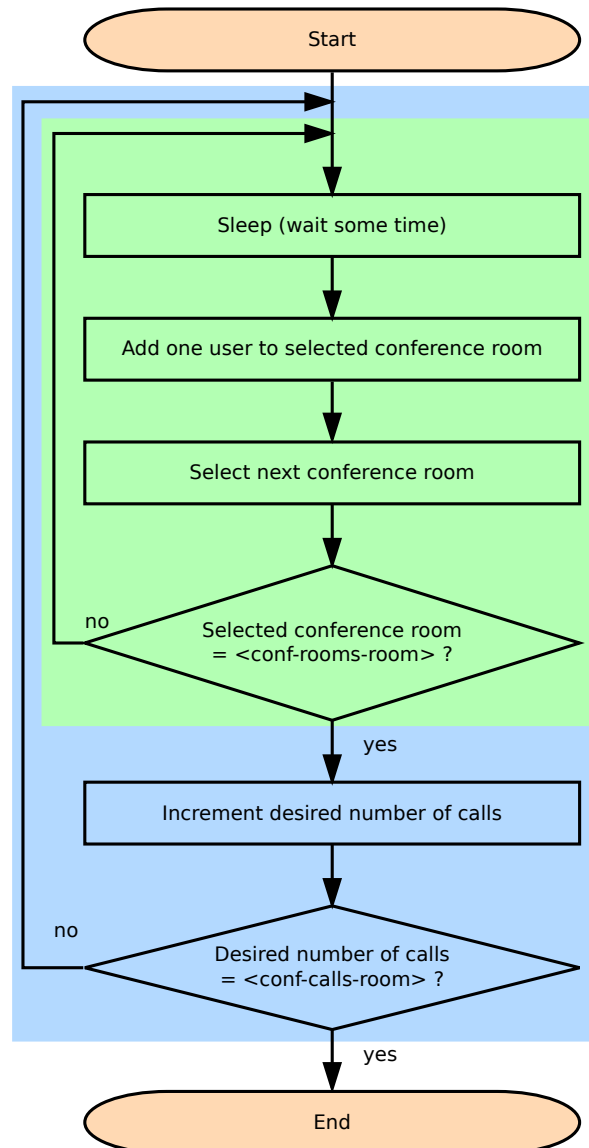 Start
Sleep (wait some time)
Add one user to selected conference room
Select next conference room
no
Selected conference room
= <conf-rooms-room> ?
yes
Increment desired number of calls
no
Desired number of calls
= <conf-calls-room> ?
yes
End